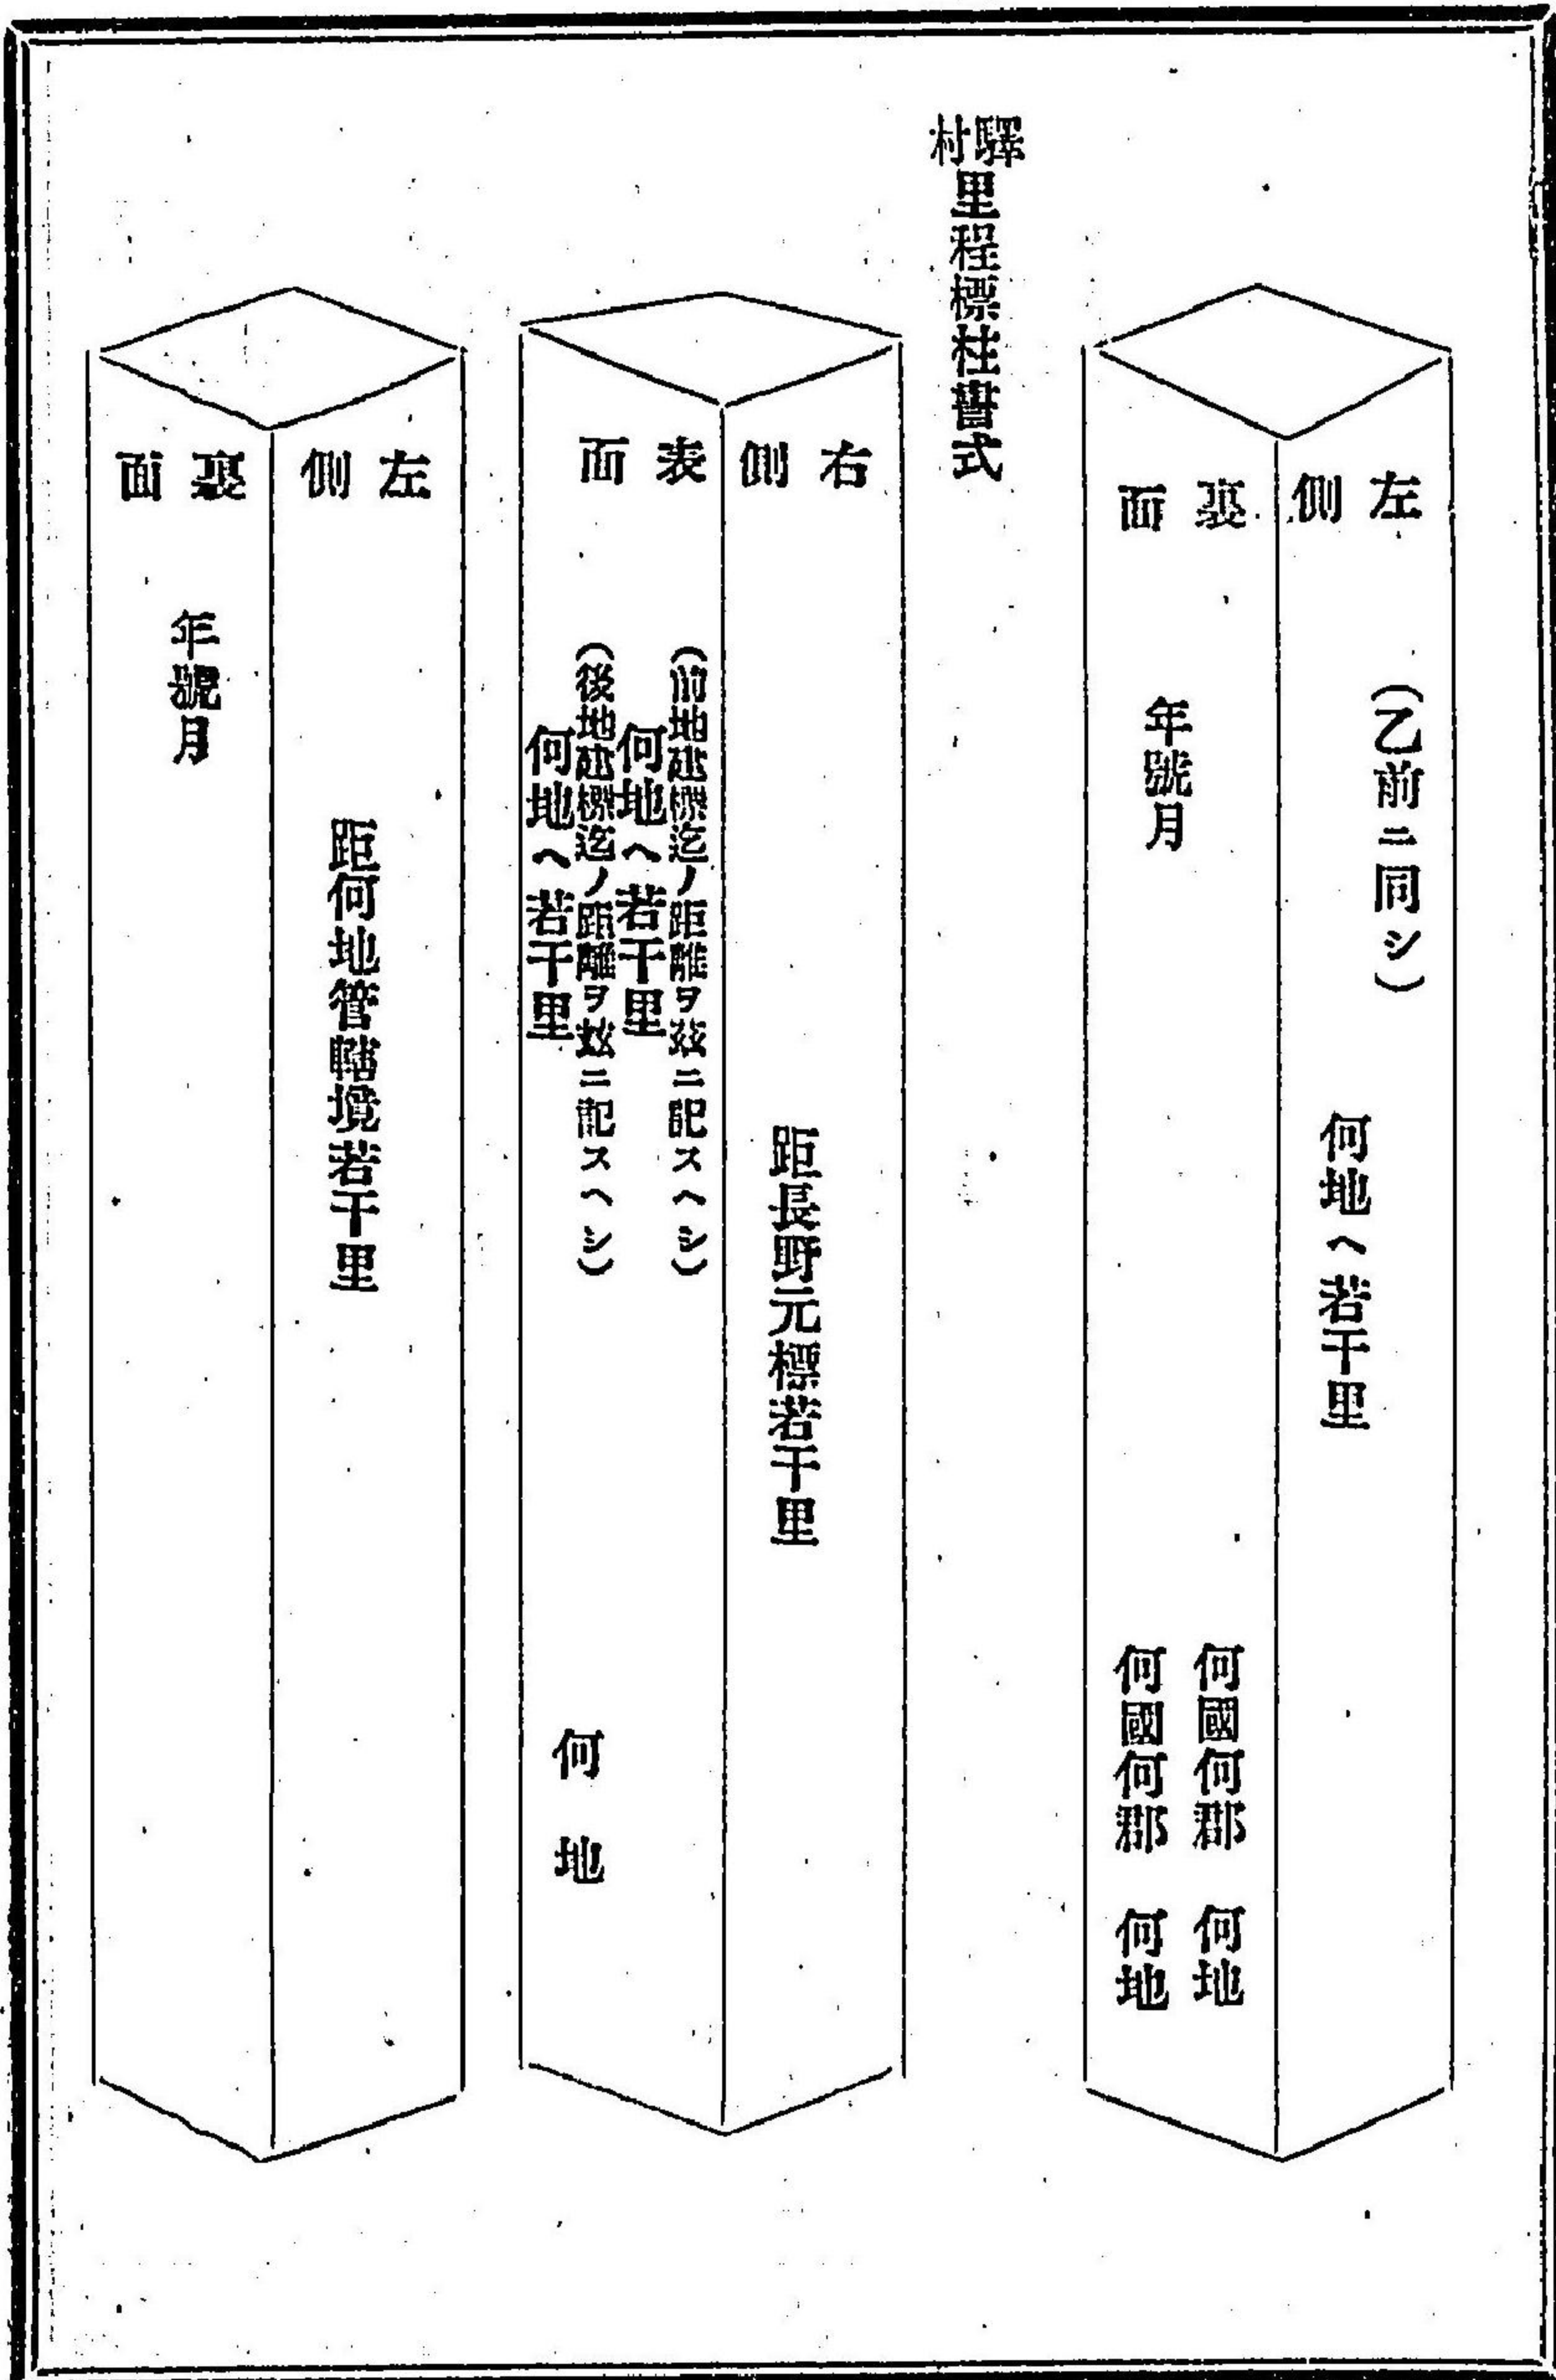 左側
(乙前ニ同シ)
何地ヘ若干里
裏面
年號月
何國何郡 何地
何國何郡 何地
驛村里程標柱書式
右側
距長野元標若干里
表面
(前地建標迄ノ距離ヲ茲ニ記スヘシ)
何地ヘ若干里
(後地建標迄ノ距離ヲ茲ニ記スヘシ)
何地ヘ若干里
何地
左側
距何地管轄境若干里
裏面
年號月